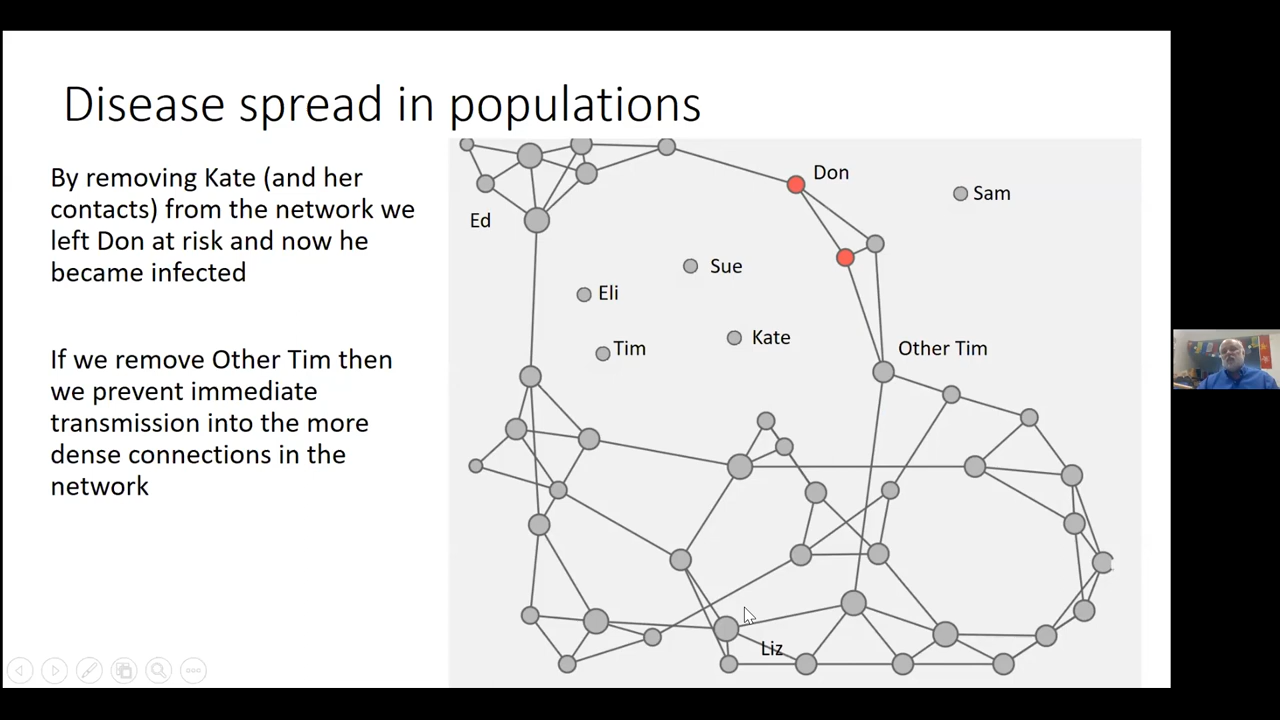 Disease spread in populations
By removing Kate (and her
contacts) from the network we
left Don at risk and now he
became infected
If we remove Other Tim then
we prevent immediate
transmission into the more
dense connections in the
network
Don
Sam
Ed
Sue
Eli
Kate
Tim
Other Tim
Liz